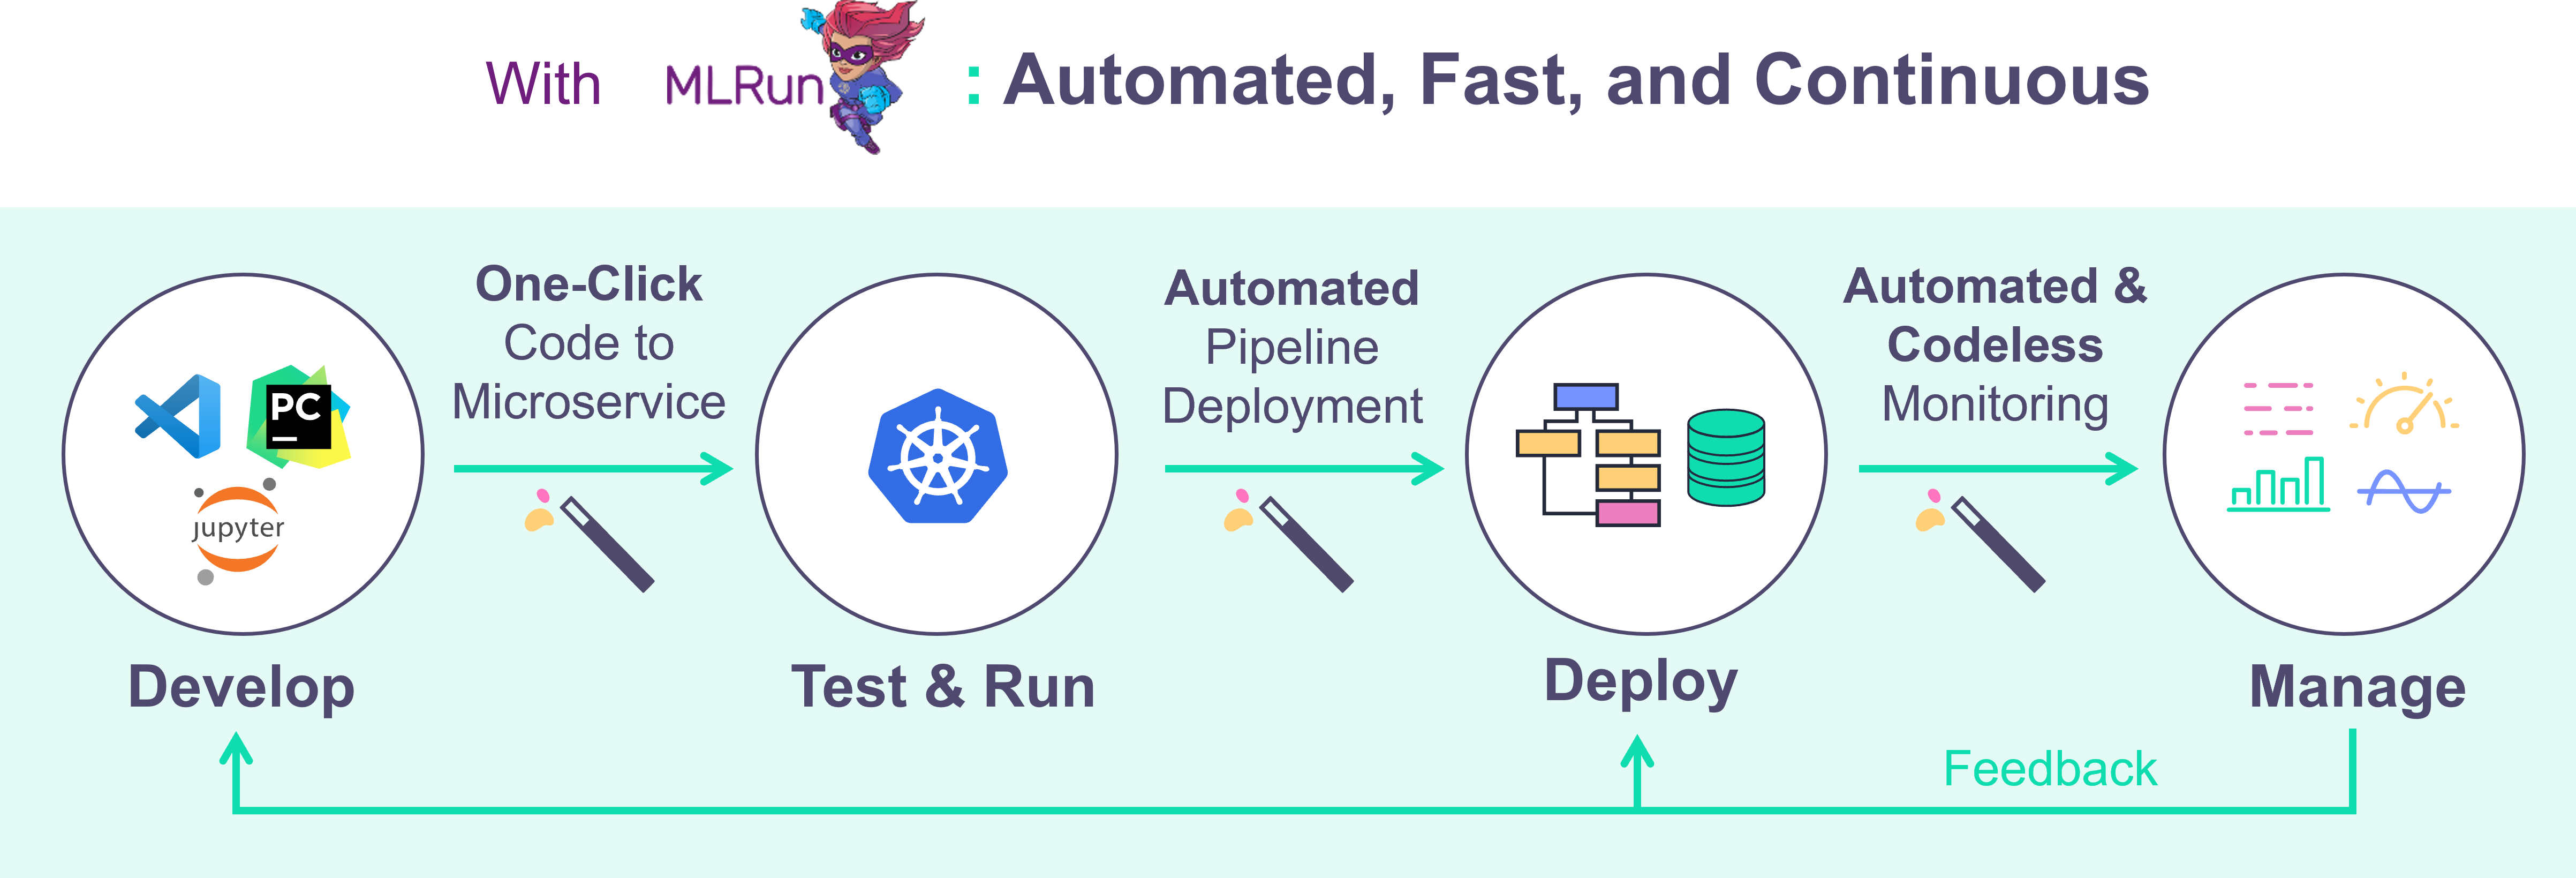 With MLRun : Automated, Fast, and Continuous
One-Click
Code to
Microservice
Automated
Pipeline
Deployment
Automated &
Codeless
Monitoring
PC
jupyter
Develop
Test & Run
Deploy
Manage
Feedback